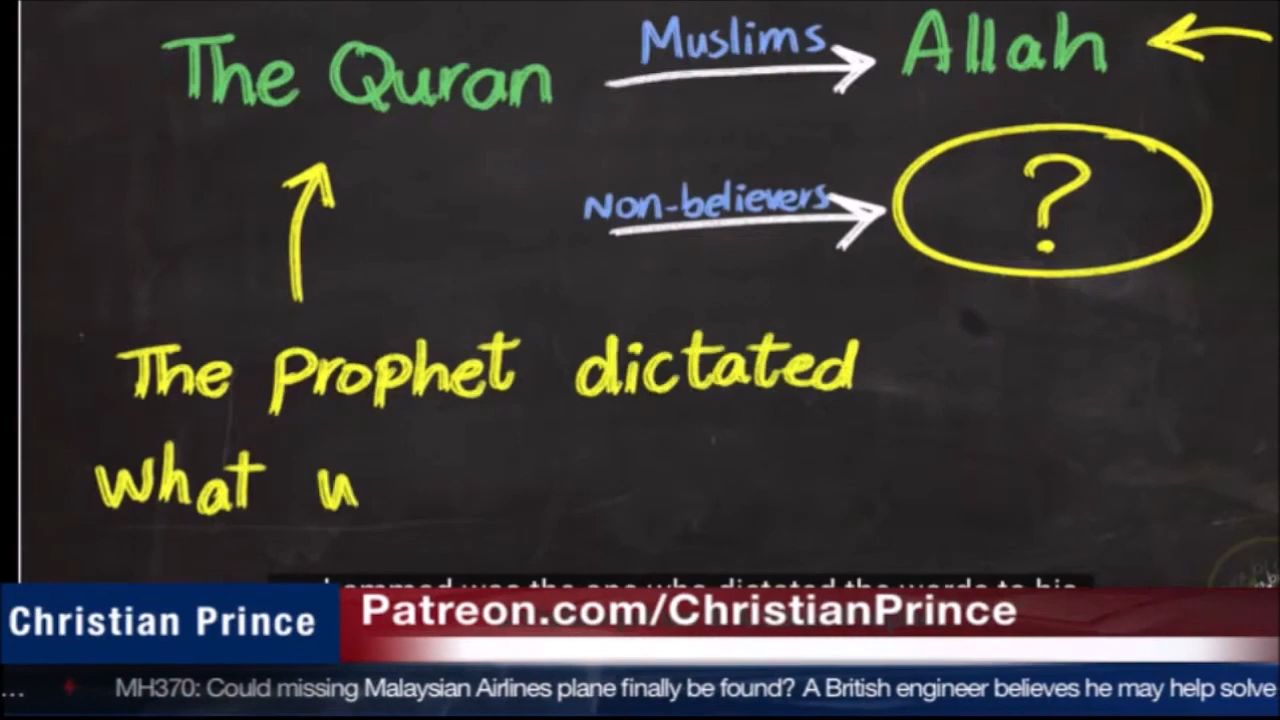 The Quran Muslims Allah
Non-believers ?
The Prophet dictated
what
Christian Prince
Patreon.com/ChristianPrince
... MH370: Could missing Malaysian Airlines plane finally be found? A British engineer believes he may help solve